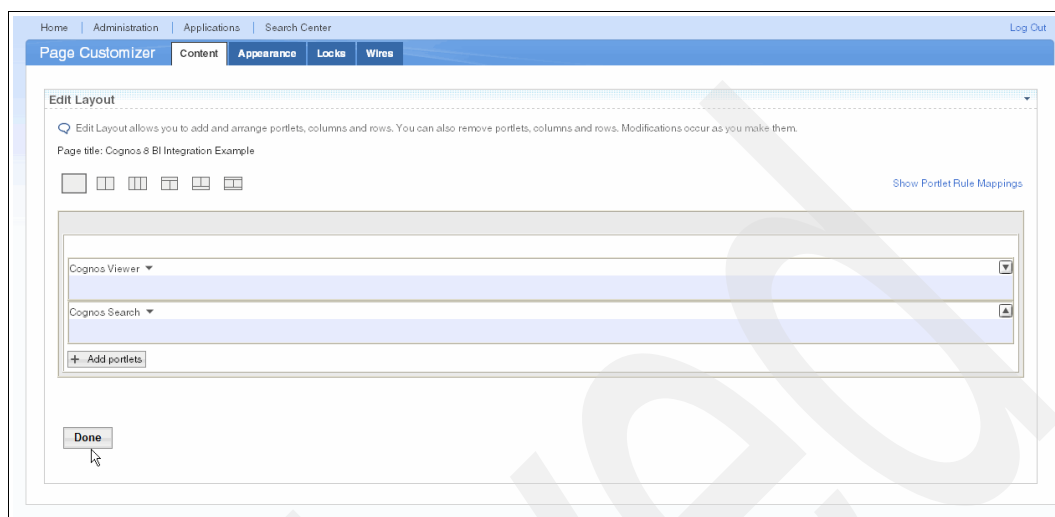 Home | Administration | Applications | Search Center Log Out
Page Customizer Content Appearance Locks Wires
Edit Layout
Edit Layout allows you to add and arrange portlets, columns and rows. You can also remove portlets, columns and rows. Modifications occur as you make them.
Page title: Cognos 8 BI Integration Example
Show Portlet Rule Mappings
Cognos Viewer
Cognos Search
+ Add portlets
Done